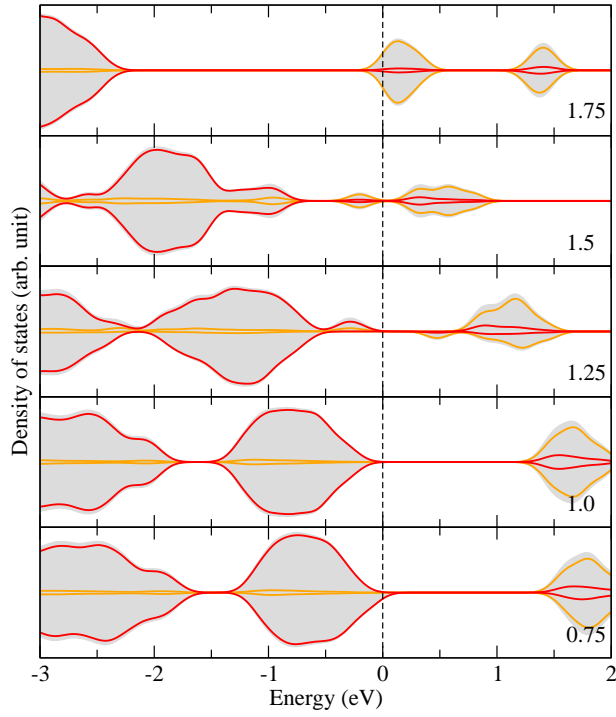 1.75
1.5
1.25
1.0
0.75
Density of states (arb. unit)
-3 -2 -1 0 1 2
Energy (eV)